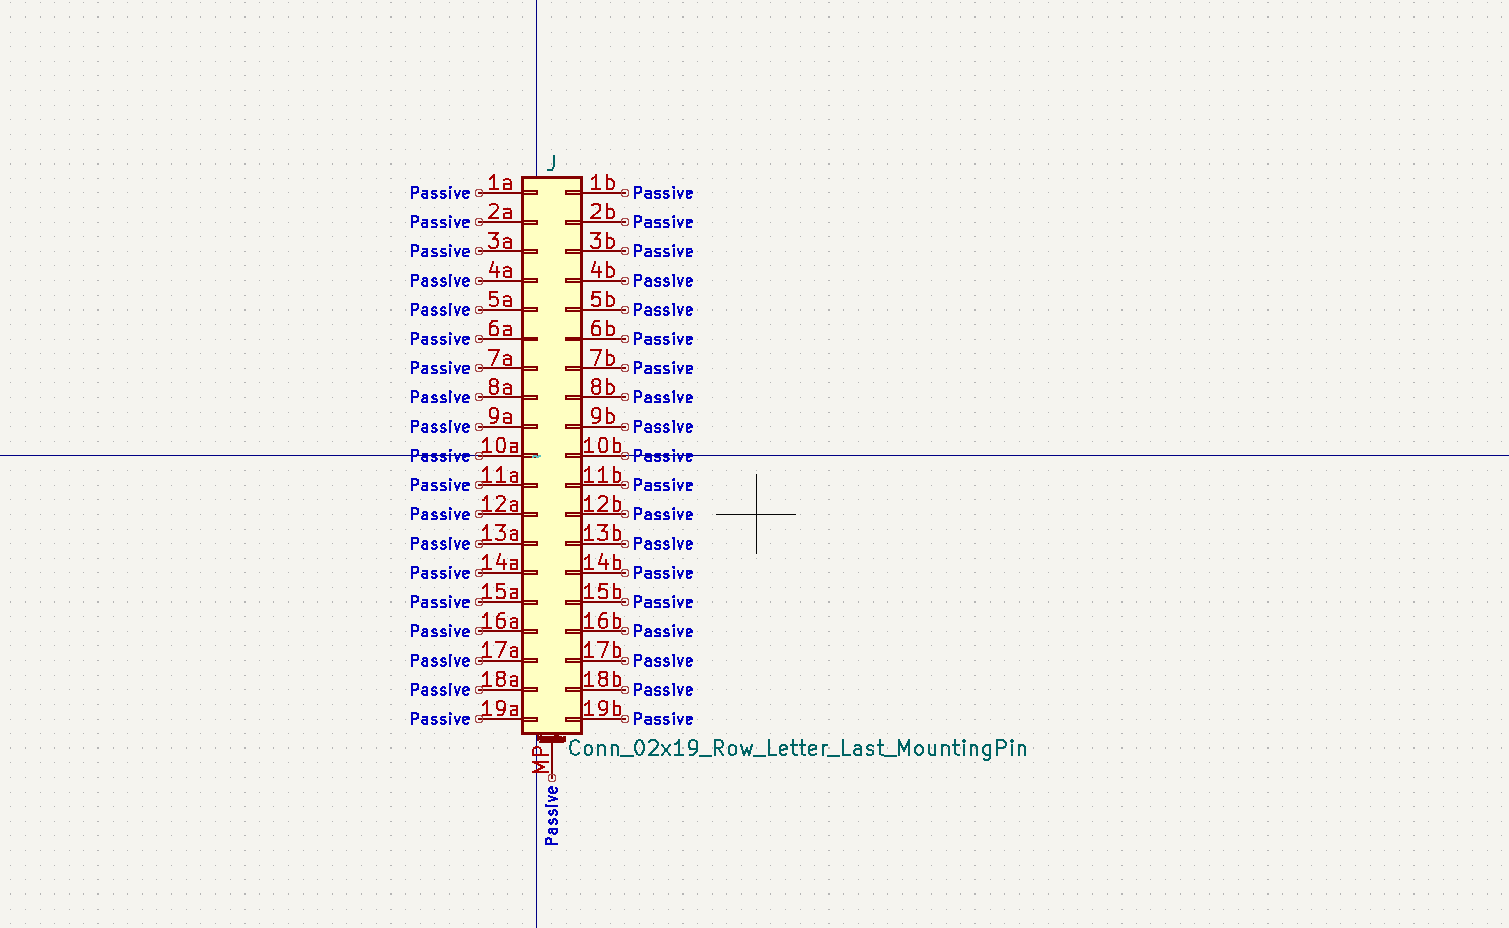 J
Passive 1a 1b Passive
Passive 2a 2b Passive
Passive 3a 3b Passive
Passive 4a 4b Passive
Passive 5a 5b Passive
Passive 6a 6b Passive
Passive 7a 7b Passive
Passive 8a 8b Passive
Passive 9a 9b Passive
Passive 10a 10b Passive
Passive 11a 11b Passive
Passive 12a 12b Passive
Passive 13a 13b Passive
Passive 14a 14b Passive
Passive 15a 15b Passive
Passive 16a 16b Passive
Passive 17a 17b Passive
Passive 18a 18b Passive
Passive 19a 19b Passive
MP Conn_02x19_Row_Letter_Last_MountingPin
Passive